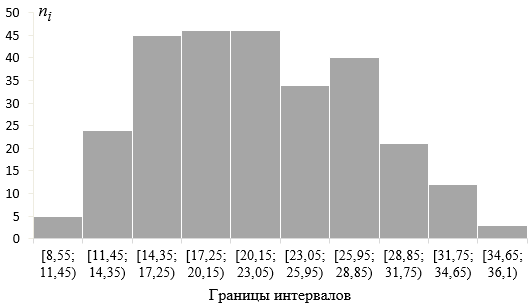 n_i
50
45
40
35
30
25
20
15
10
5
0
[8,55; [11,45; [14,35; [17,25; [20,15; [23,05; [25,95; [28,85; [31,75; [34,65;
11,45) 14,35) 17,25) 20,15) 23,05) 25,95) 28,85) 31,75) 34,65) 36,1)
Границы интервалов